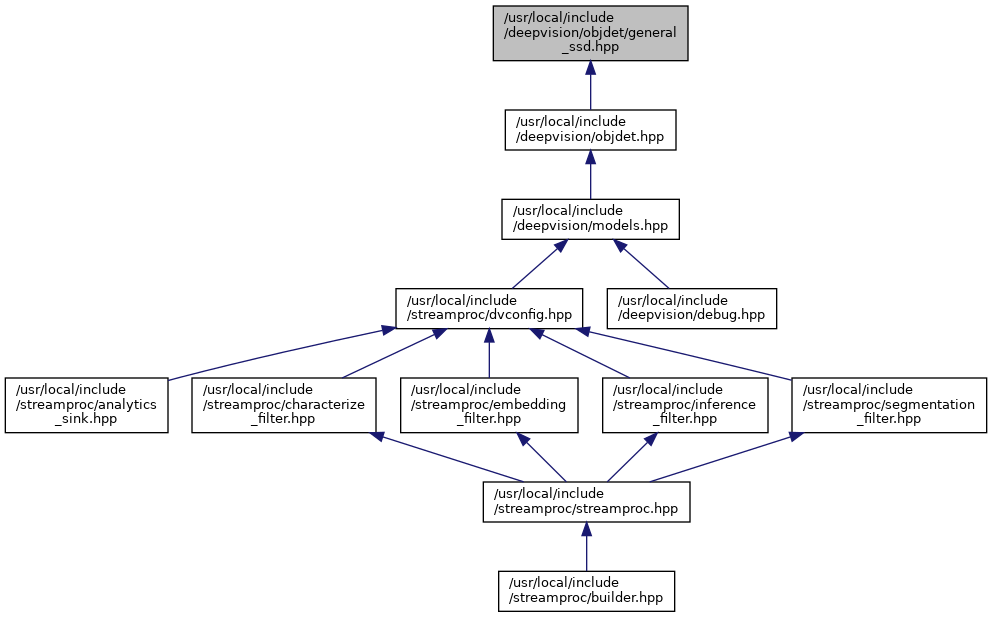 /usr/local/include
/deepvision/objdet/general
_ssd.hpp
/usr/local/include
/deepvision/objdet.hpp
/usr/local/include
/deepvision/models.hpp
/usr/local/include
/streamproc/dvconfig.hpp
/usr/local/include
/deepvision/debug.hpp
/usr/local/include
/streamproc/analytics
_sink.hpp
/usr/local/include
/streamproc/characterize
_filter.hpp
/usr/local/include
/streamproc/embedding
_filter.hpp
/usr/local/include
/streamproc/inference
_filter.hpp
/usr/local/include
/streamproc/segmentation
_filter.hpp
/usr/local/include
/streamproc/streamproc.hpp
/usr/local/include
/streamproc/builder.hpp